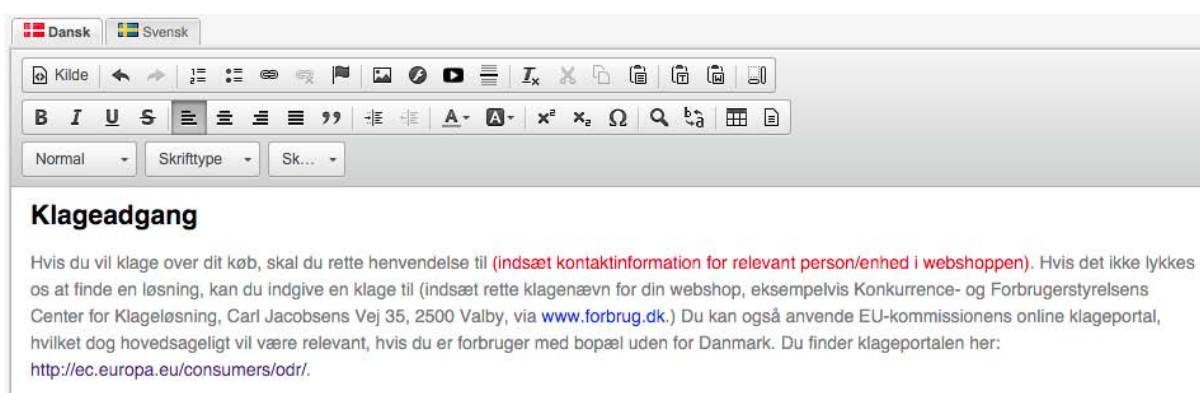 Dansk Svensk
Kilde
Normal Skrifttype Sk...
Klageadgang
Hvis du vil klage over dit køb, skal du rette henvendelse til (indsæt kontaktinformation for relevant person/enhed i webshoppen). Hvis det ikke lykkes
os at finde en løsning, kan du indgive en klage til (indsæt rette klagenævn for din webshop, eksempelvis Konkurrence- og Forbrugerstyrelsens
Center for Klageløsning, Carl Jacobsens Vej 35, 2500 Valby, via www.forbrug.dk.) Du kan også anvende EU-kommissionens online klageportal,
hvilket dog hovedsageligt vil være relevant, hvis du er forbruger med bopæl uden for Danmark. Du finder klageportalen her:
http://ec.europa.eu/consumers/odr/.